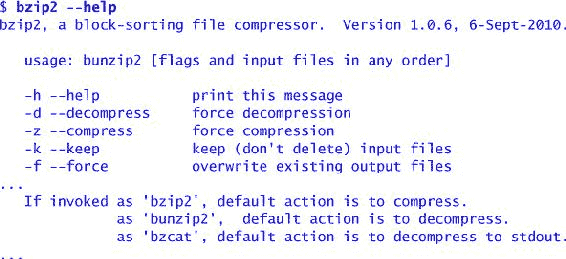 $ bzip2 --help
bzip2, a block-sorting file compressor.  Version 1.0.6, 6-Sept-2010.

   usage: bunzip2 [flags and input files in any order]

   -h --help           print this message
   -d --decompress     force decompression
   -z --compress       force compression
   -k --keep           keep (don't delete) input files
   -f --force          overwrite existing output files
...
   If invoked as 'bzip2', default action is to compress.
              as 'bunzip2',  default action is to decompress.
              as 'bzcat', default action is to decompress to stdout.
...